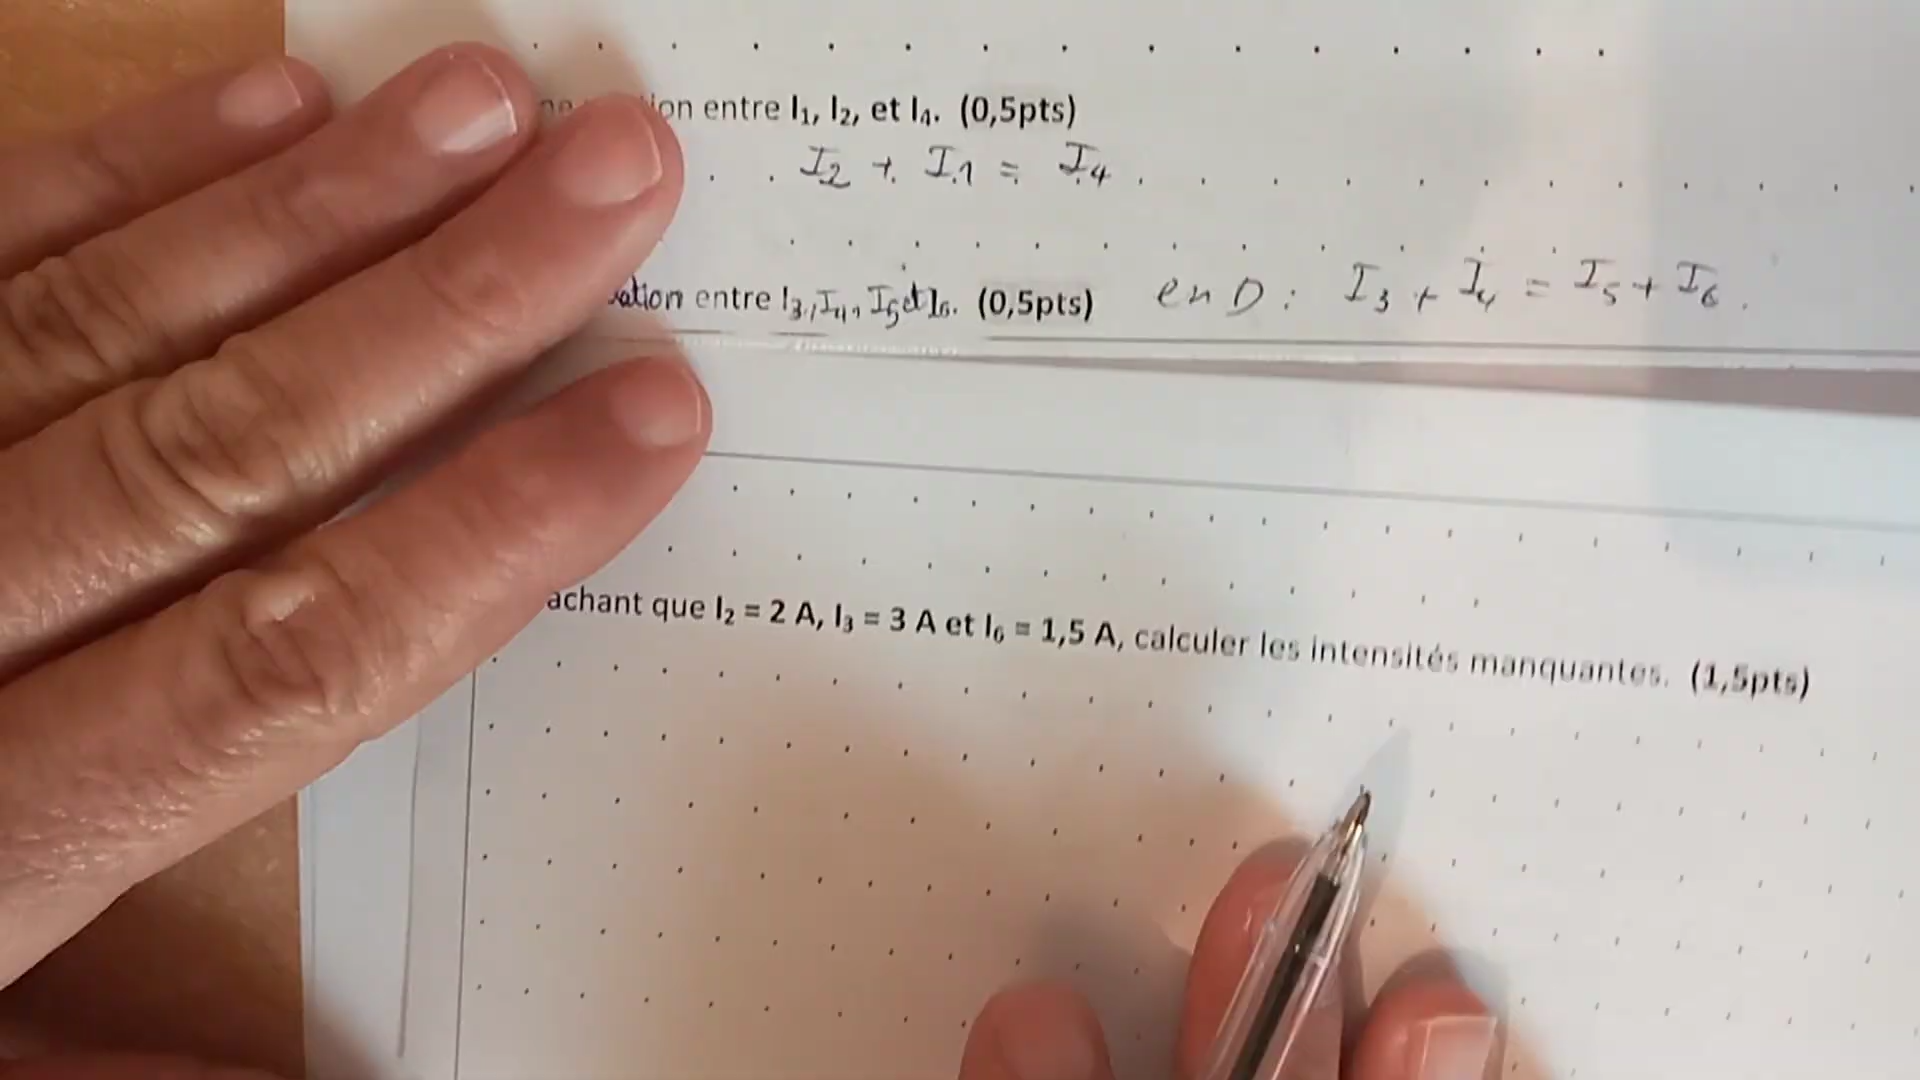 entre I₁, I₂, et I₄. (0,5pts)
I2 + I1 = I4
entre I₃, I₄, I₅ et I₆. (0,5pts) en D : I3 + I4 = I5 + I6.
achant que I₂ = 2 A, I₃ = 3 A et I₆ = 1,5 A, calculer les intensités manquantes. (1,5pts)